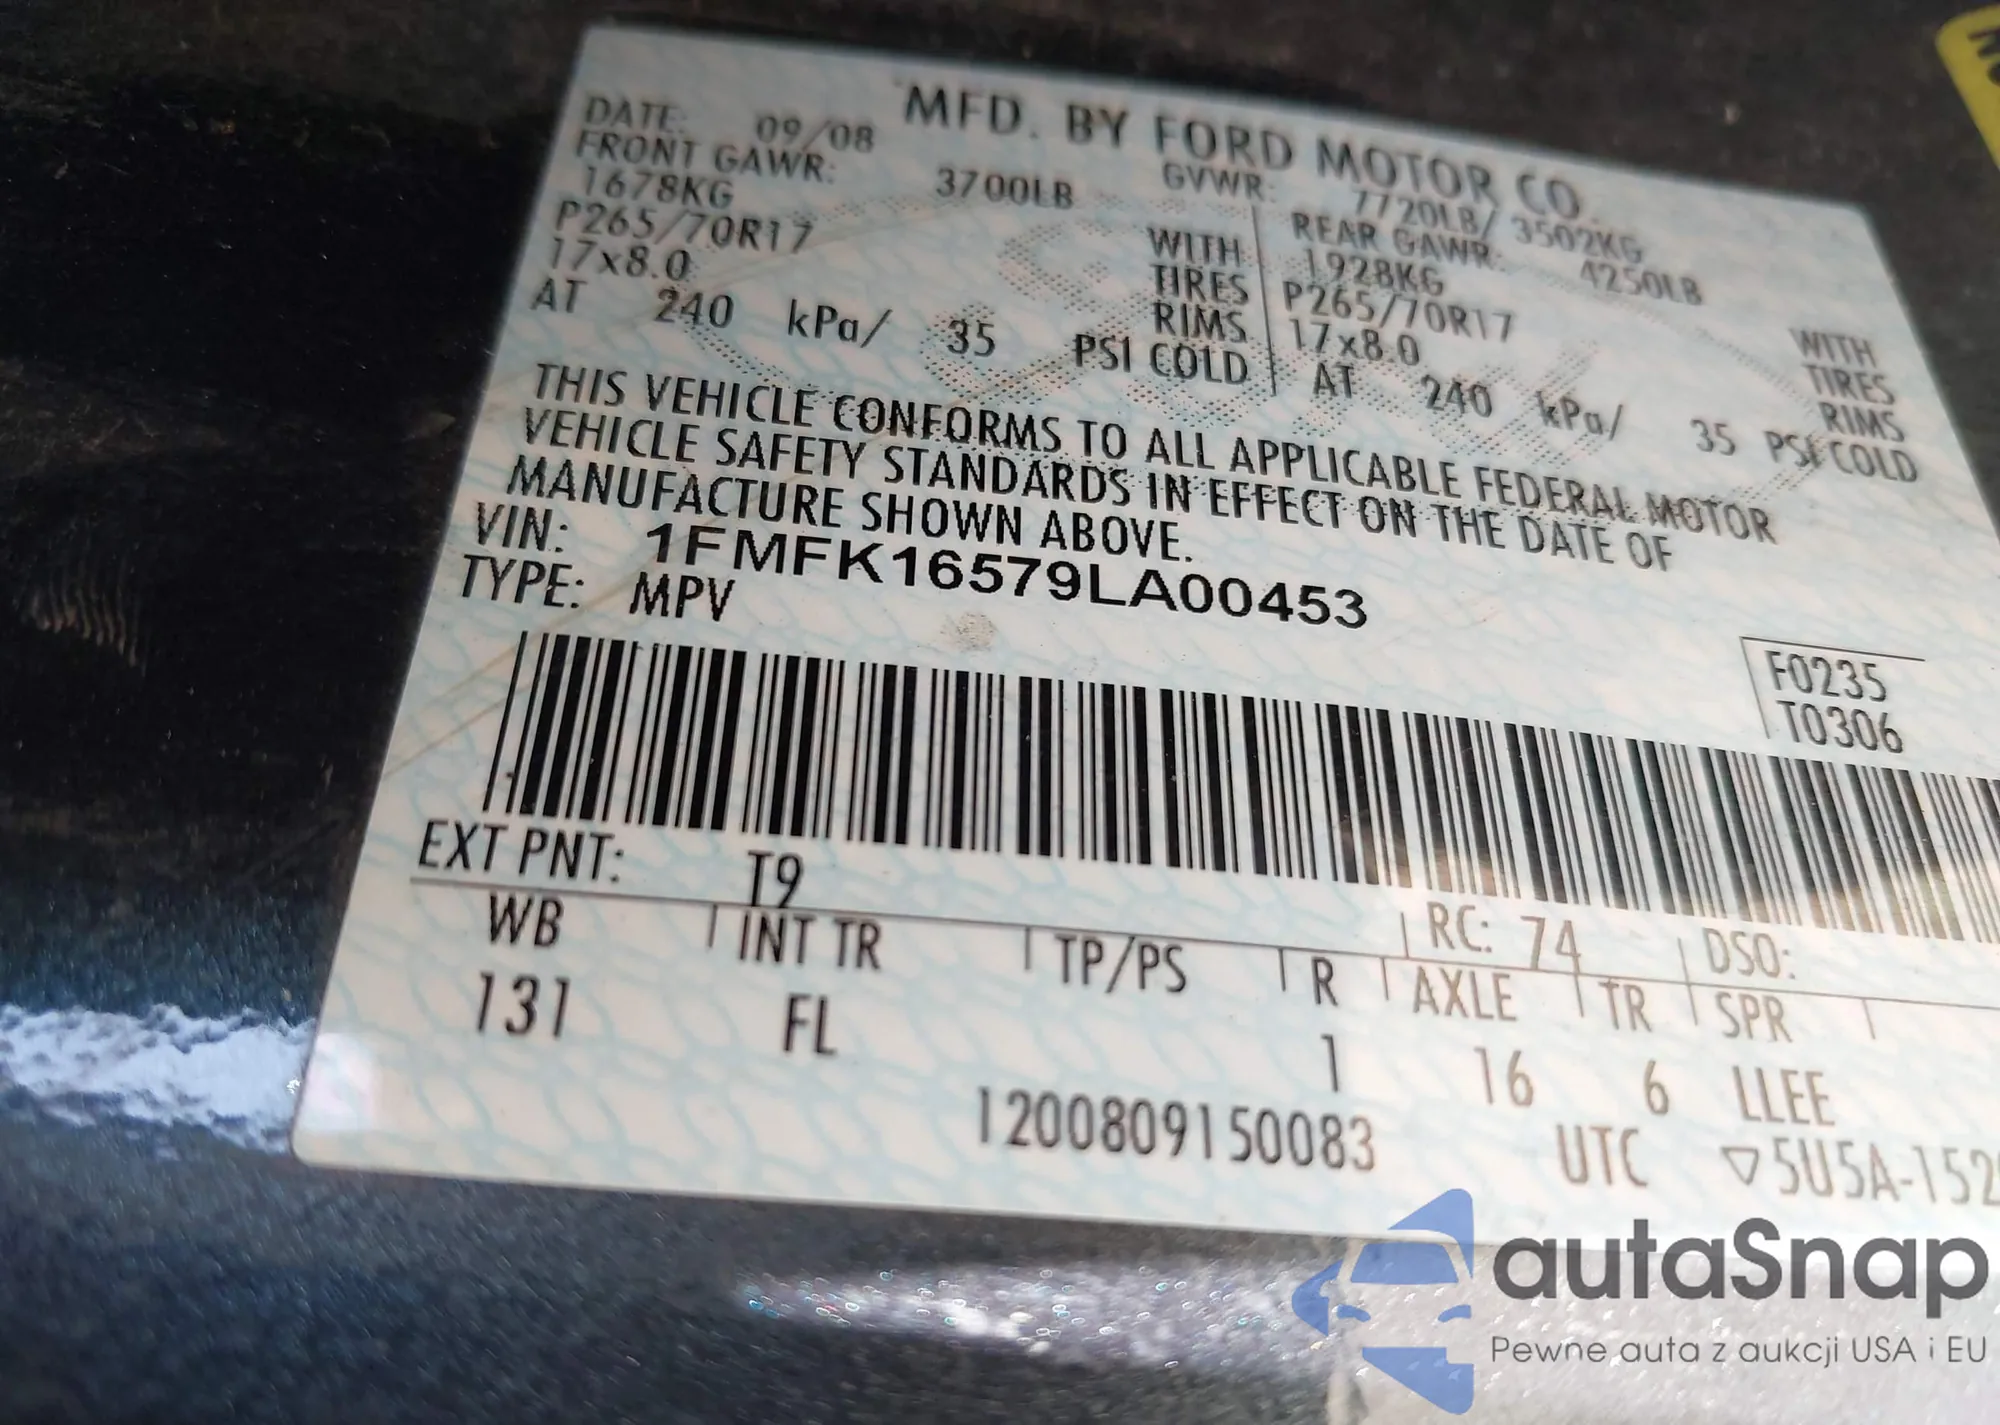 MFD. BY FORD MOTOR CO.
DATE: 09/08 GVWR: 7720LB/ 3502KG
FRONT GAWR: 3700LB REAR GAWR: 4250LB
1678KG WITH 1928KG WITH
P265/70R17 TIRES P265/70R17 TIRES
17x8.0 RIMS 17x8.0 RIMS
AT 240 kPa/ 35 PSI COLD AT 240 kPa/ 35 PSI COLD
THIS VEHICLE CONFORMS TO ALL APPLICABLE FEDERAL MOTOR
VEHICLE SAFETY STANDARDS IN EFFECT ON THE DATE OF
MANUFACTURE SHOWN ABOVE.
VIN: 1FMFK16579LA00453
TYPE: MPV
F0235
T0306
EXT PNT: T9 RC: 74 DSO:
WB INT TR TP/PS R AXLE TR SPR
131 FL 1 16 6 LLEE
1200809150083 UTC ▽5U5A-152
autaSnap
Pewne auta z aukcji USA i EU